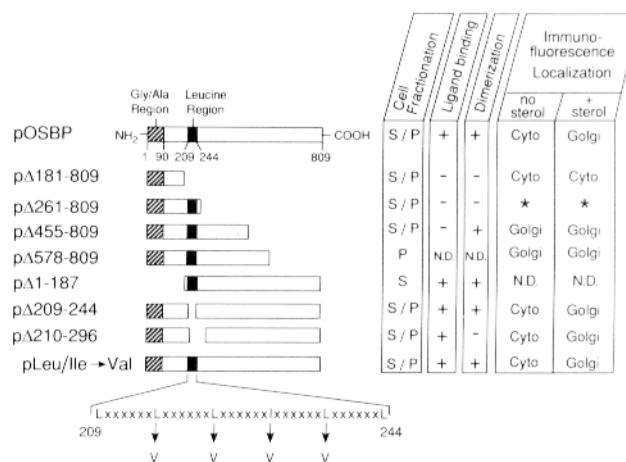 Immuno-
fluorescence
Localization
Cell
Fractionation
Ligand binding
Dimerization
no
sterol
+
sterol
Gly/Ala
Region
Leucine
Region
pOSBP NH2 COOH S / P + + Cyto Golgi
1 90 209 244 809
pΔ181-809 S / P - - Cyto Cyto
pΔ261-809 S / P - - * *
pΔ455-809 S / P - + Golgi Golgi
pΔ578-809 P N.D. N.D. Golgi Golgi
pΔ1-187 S + + N.D. N.D.
pΔ209-244 S / P + + Cyto Golgi
pΔ210-296 S / P + - Cyto Golgi
pLeu/Ile → Val S / P + + Cyto Golgi
LxxxxxxLxxxxxxLxxxxxxIxxxxxxLxxxxxxL
209 244
V V V V